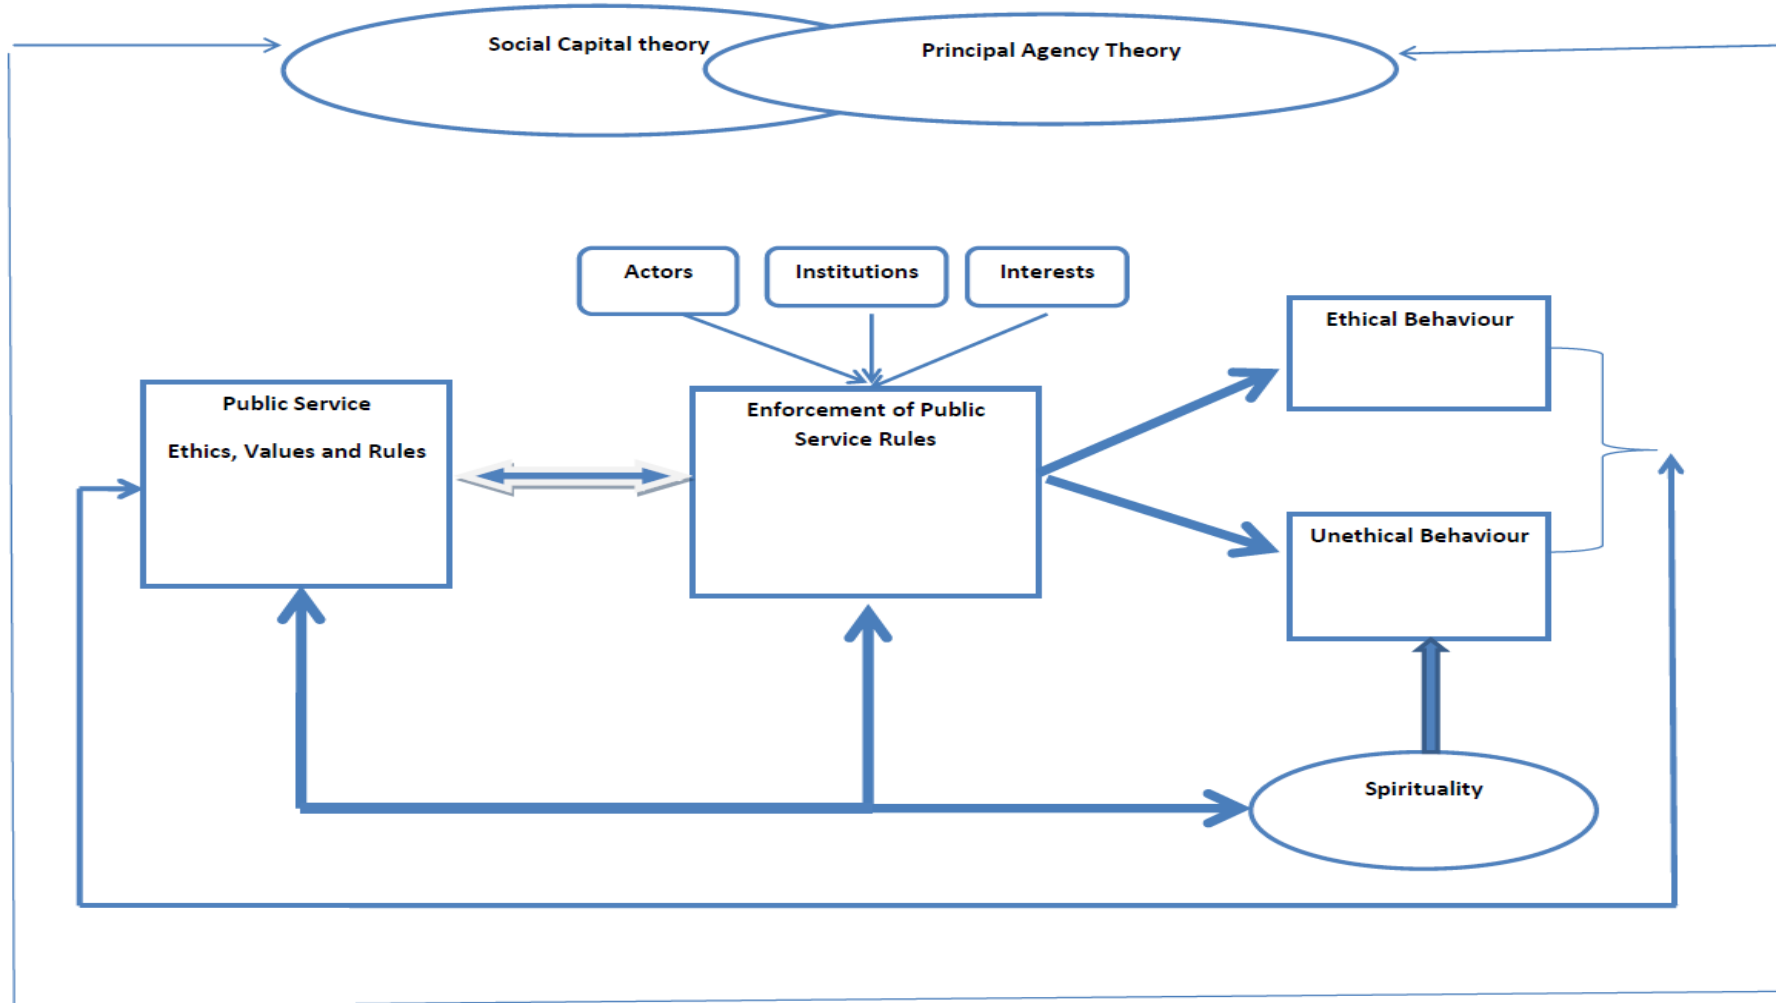 Social Capital theory
Principal Agency Theory
Actors
Institutions
Interests
Ethical Behaviour
Public Service
Ethics, Values and Rules
Enforcement of Public
Service Rules
Unethical Behaviour
Spirituality